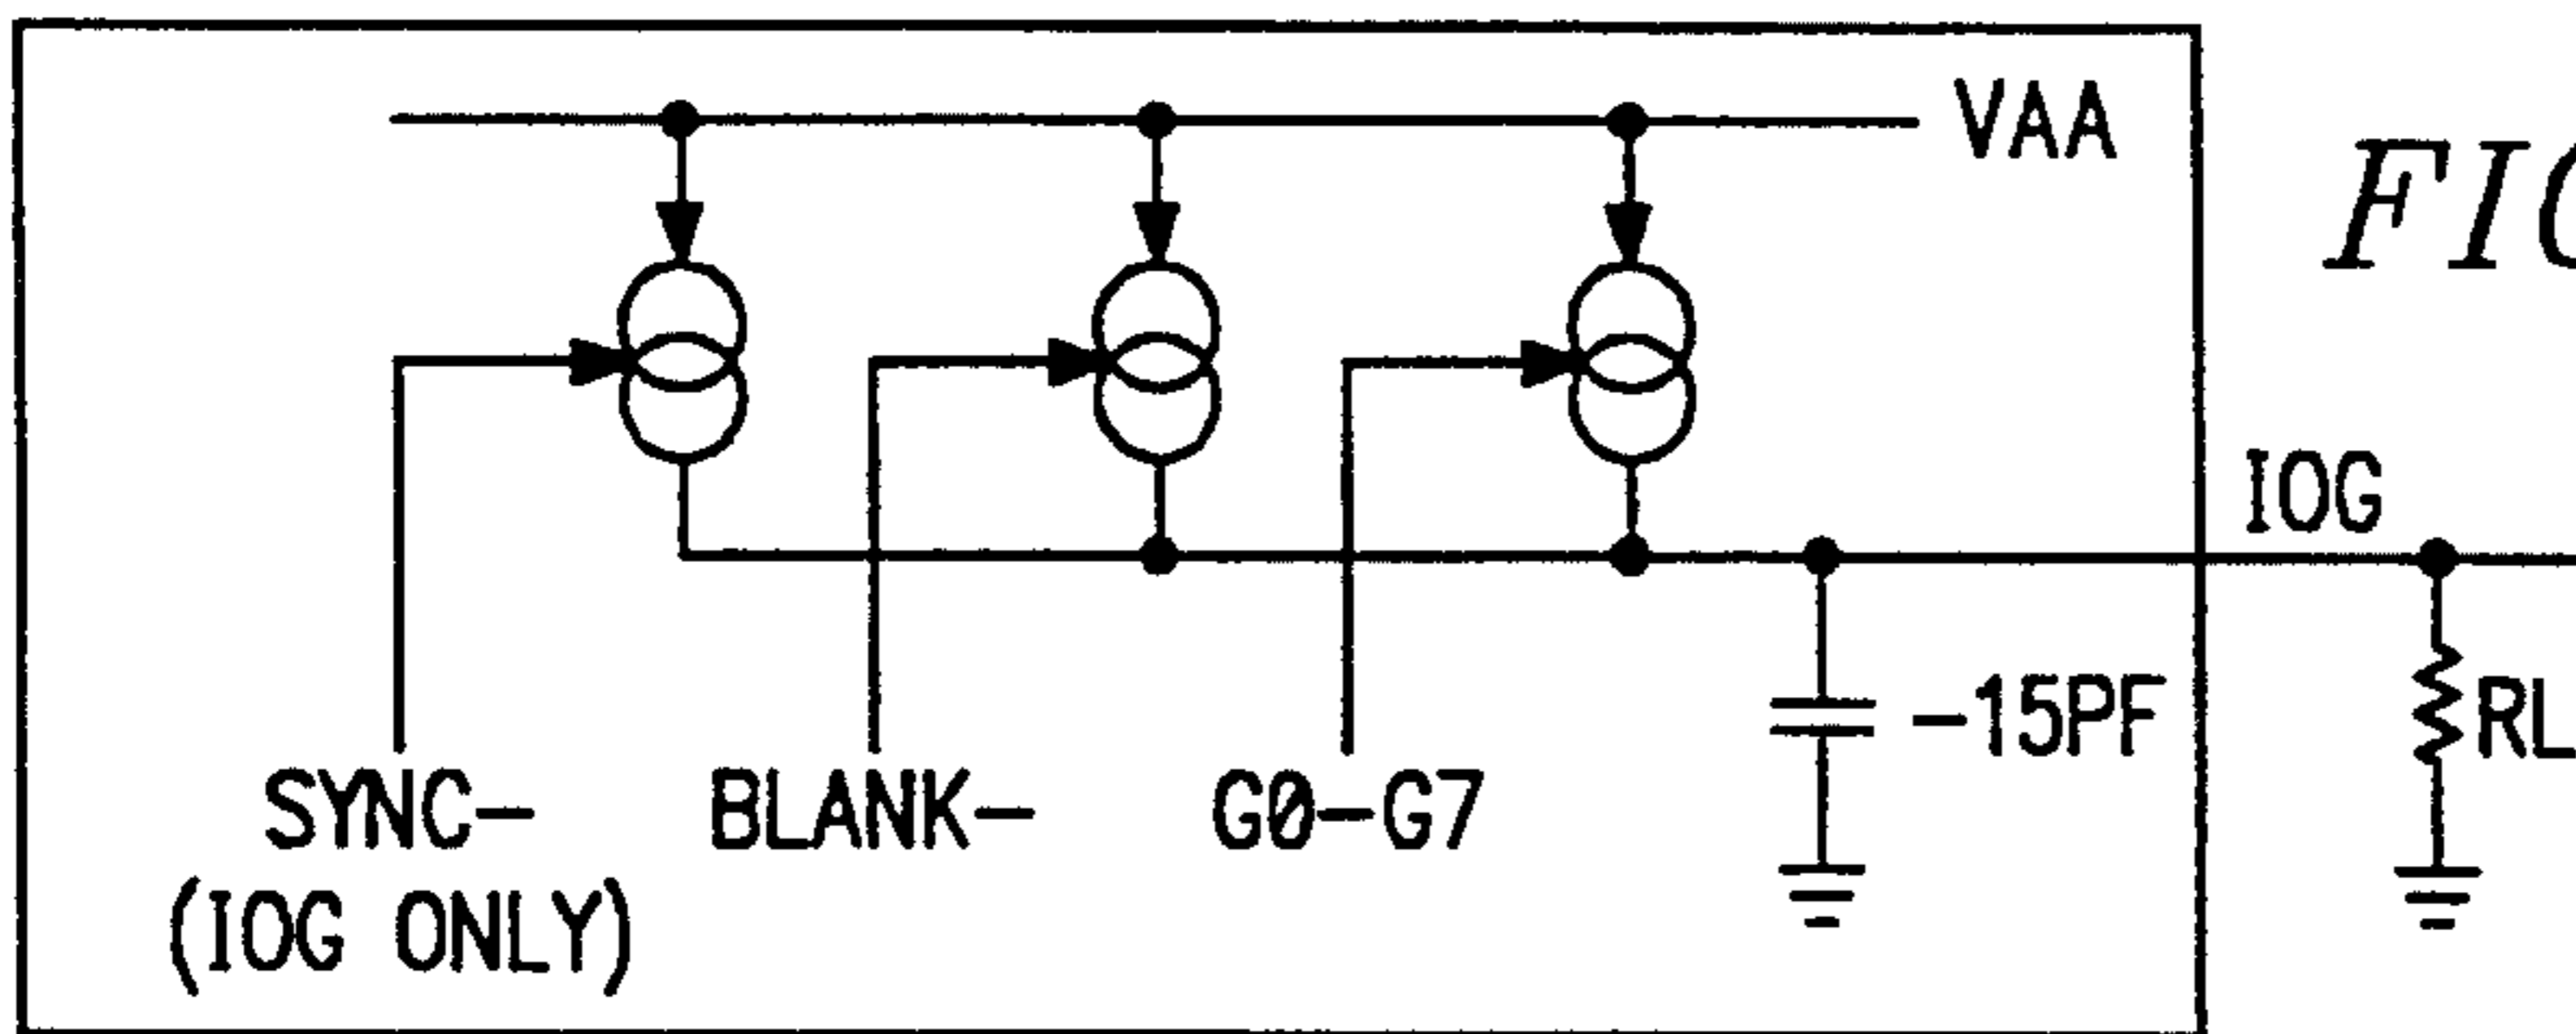 VAA
FIG
IOG
-15PF
RL
SYNC-
(IOG ONLY)
BLANK-
G0-G7